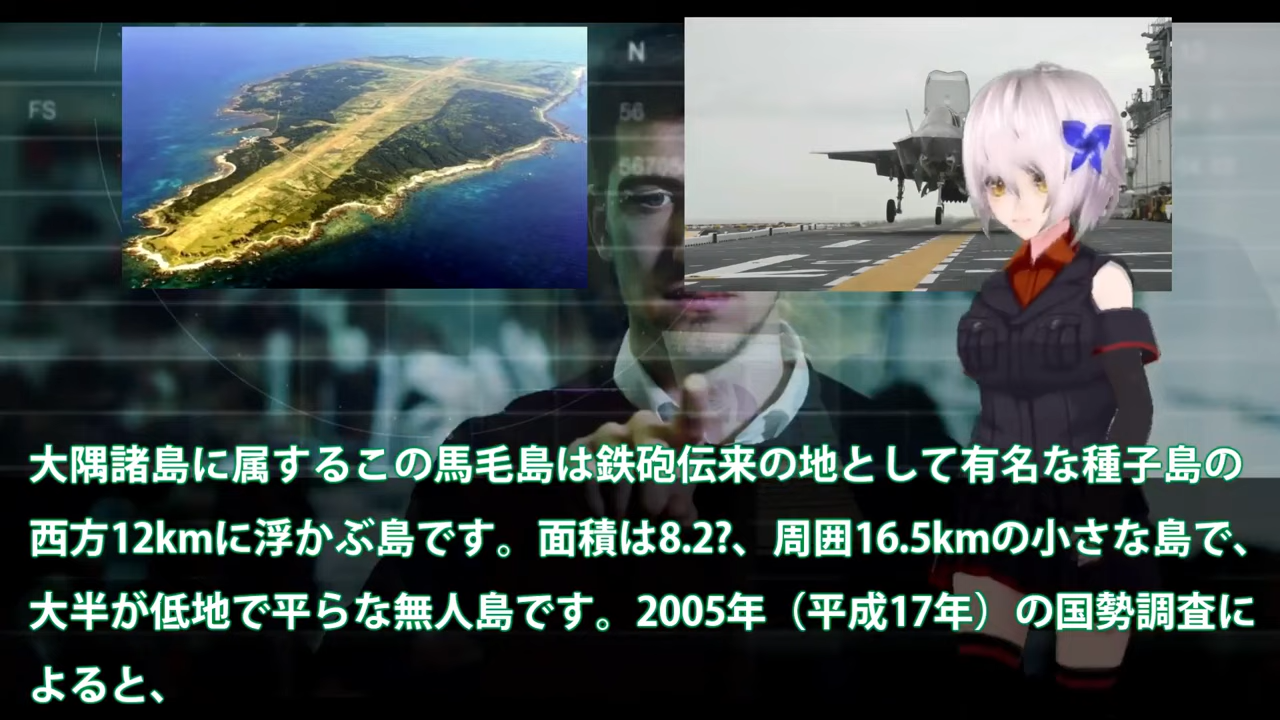 FS
N
56
56705
大隅諸島に属するこの馬毛島は鉄砲伝来の地として有名な種子島の
西方12kmに浮かぶ島です。面積は8.2?、周囲16.5kmの小さな島で、
大半が低地で平らな無人島です。2005年（平成17年）の国勢調査に
よると、